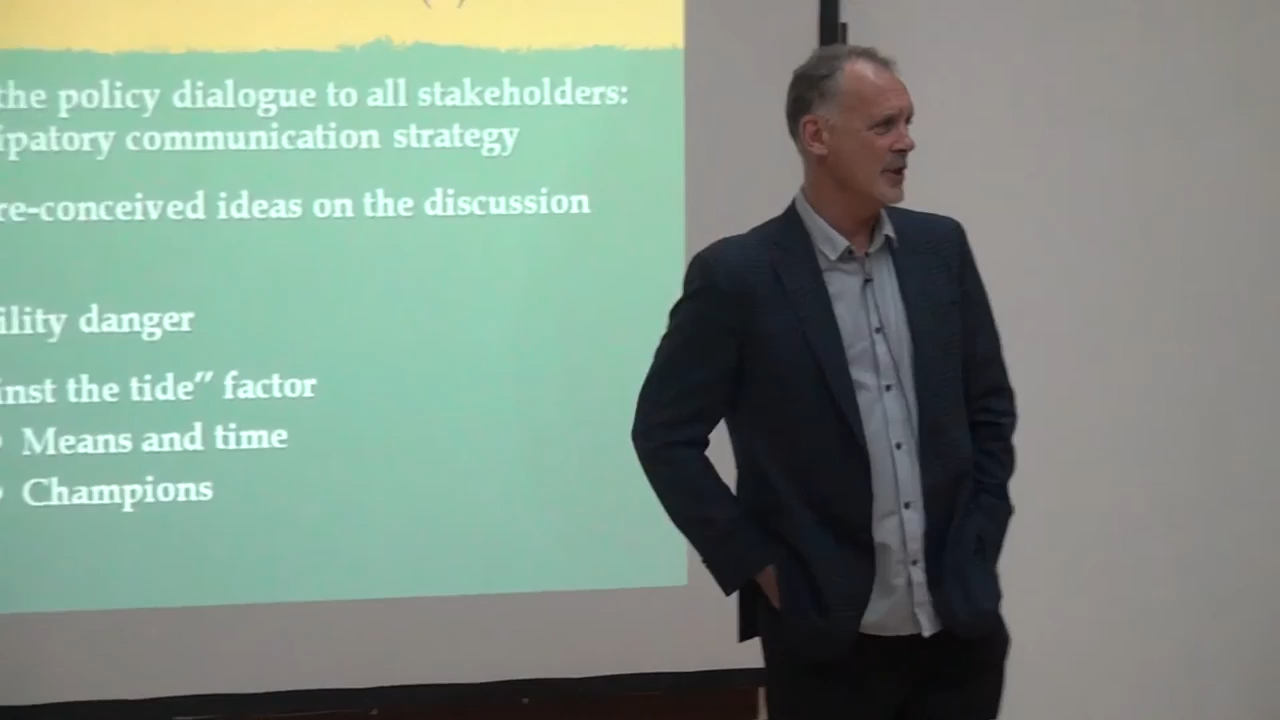 the policy dialogue to all stakeholders:
ipatory communication strategy
re-conceived ideas on the discussion
ility danger
inst the tide” factor
Means and time
Champions